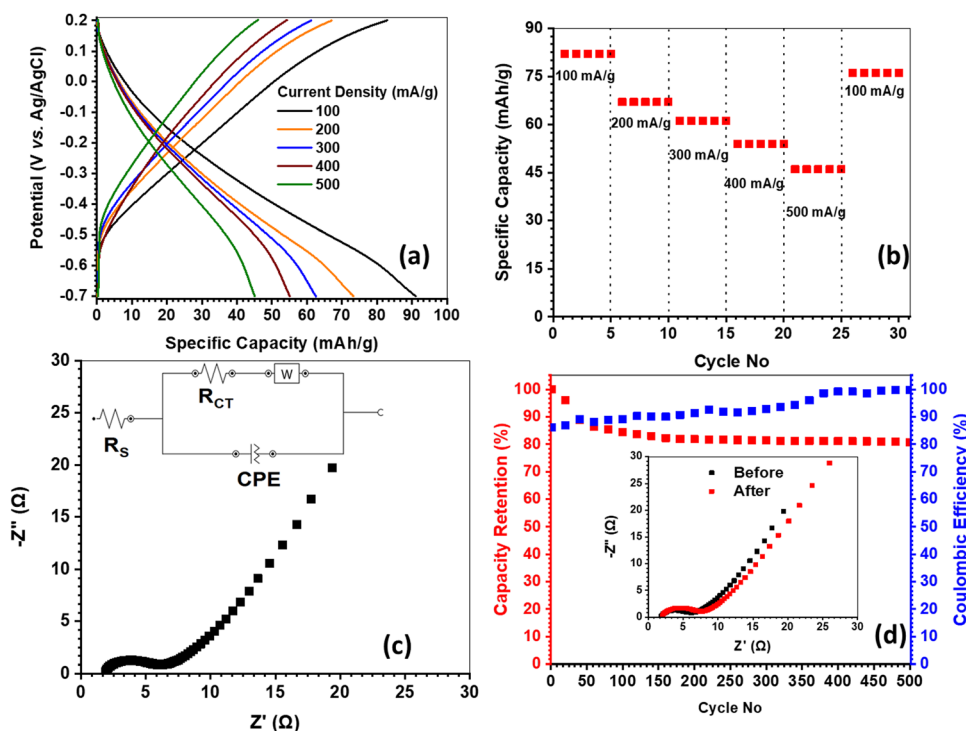 0.2
0.1
0.0
-0.1
-0.2
-0.3
-0.4
-0.5
-0.6
-0.7
Potential (V vs. Ag/AgCl)
Current Density (mA/g)
100
200
300
400
500
(a)
0 10 20 30 40 50 60 70 80 90 100
Specific Capacity (mAh/g)
90
75
60
45
30
15
0
Specific Capacity (mAh/g)
100 mA/g
200 mA/g
300 mA/g
400 mA/g
500 mA/g
100 mA/g
(b)
0 5 10 15 20 25 30
Cycle No
30
25
20
15
10
5
0
-Z" (Ω)
RS
RCT
W
CPE
(c)
0 5 10 15 20 25 30
Z' (Ω)
100
90
80
70
60
50
40
30
20
10
0
Capacity Retention (%)
30
25
20
15
10
5
0
-Z" (Ω)
Before
After
0 5 10 15 20 25 30
Z' (Ω)
(d)
100
90
80
70
60
50
40
30
20
10
0
Coulombic Efficiency (%)
0 50 100 150 200 250 300 350 400 450 500
Cycle No